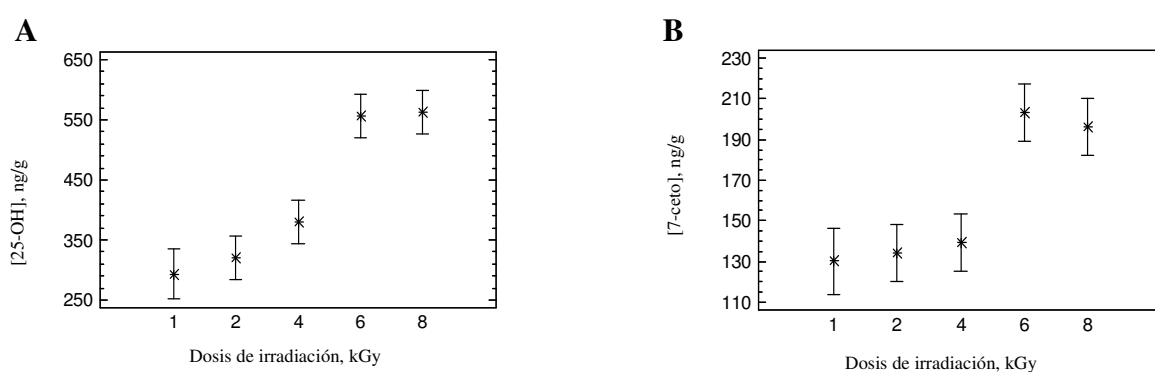 A
650
550
450
350
250
[25-OH], ng/g
1 2 4 6 8
Dosis de irradiación, kGy
B
230
210
190
170
150
130
110
[7-ceto], ng/g
1 2 4 6 8
Dosis de irradiación, kGy